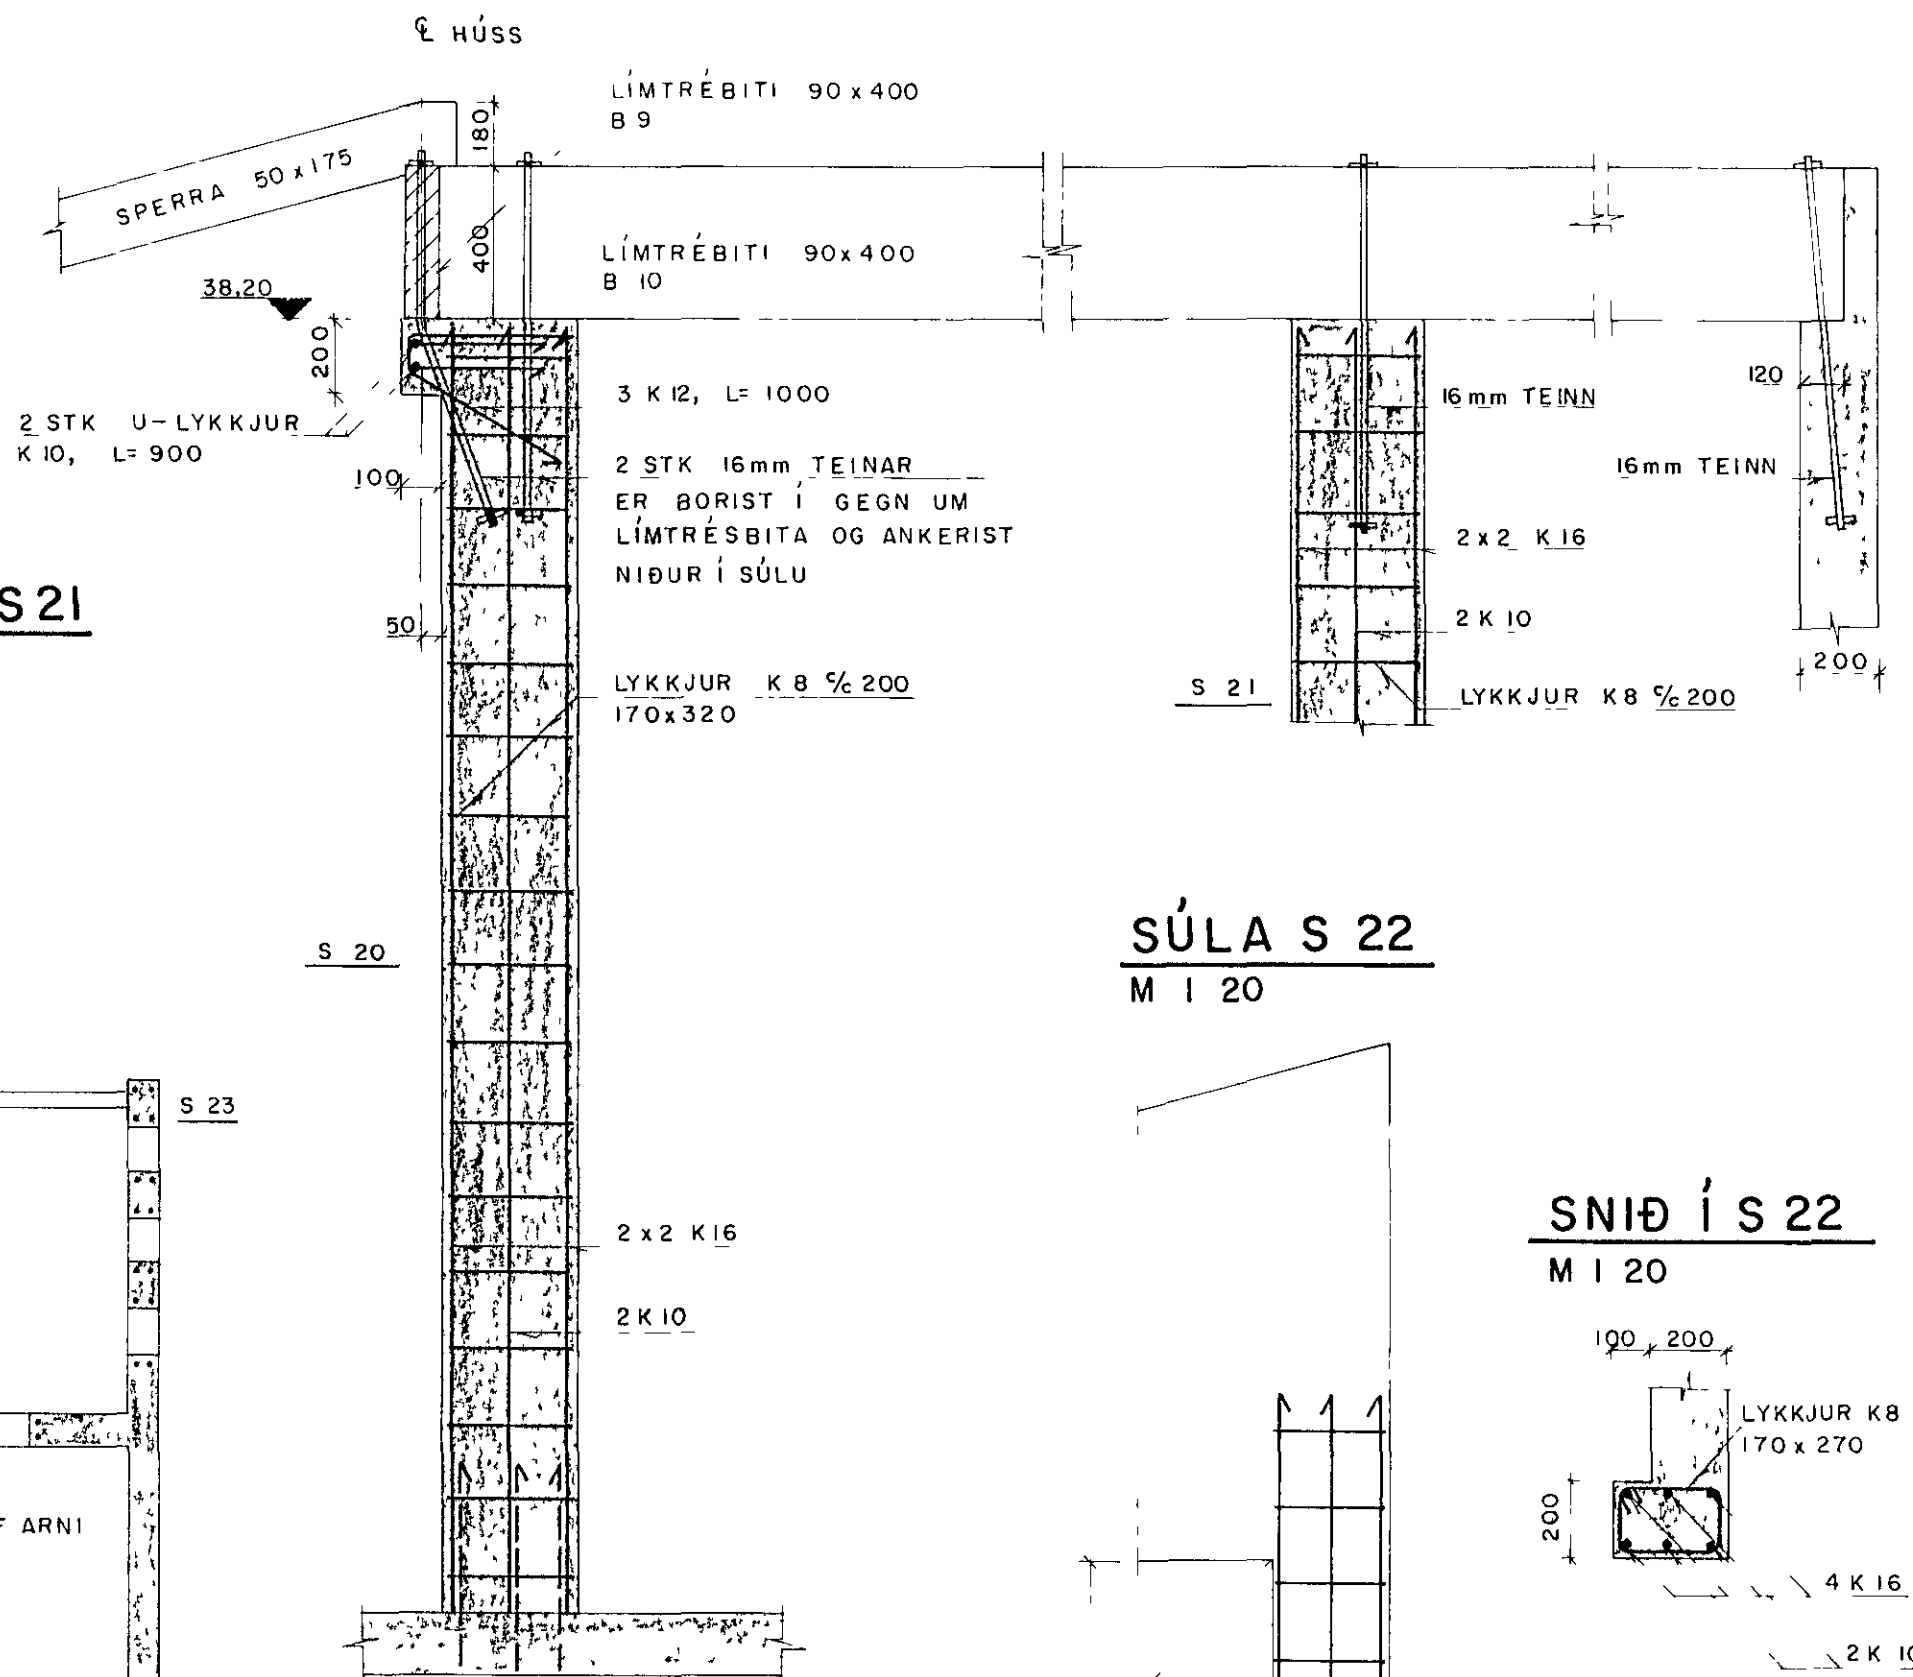 ℄ HÚSS
LÍMTRÉBITI 90 x 400
B 9
180
SPERRA 50 x 175
400
LÍMTRÉBITI 90x400
B 10
38,20
200
3 K 12, L= 1000
2 STK U-LYKKJUR
K 10, L= 900
100
2 STK 16mm TEINAR
ER BORIST Í GEGN UM
LÍMTRÉSBITA OG ANKERIST
NIÐUR Í SÚLU
50
LYKKJUR K 8 c/c 200
170x320
S 21
S 20
2 x 2 K16
2 K 10
16mm TEINN
2 x 2 K 16
2 K 10
S 21
LYKKJUR K8 c/c 200
120
16mm TEINN
200
SÚLA S 22
M 1 20
S 23
ARNI
SNIÐ Í S 22
M 1 20
100 200
LYKKJUR K8
170 x 270
200
4 K 16
2 K 10